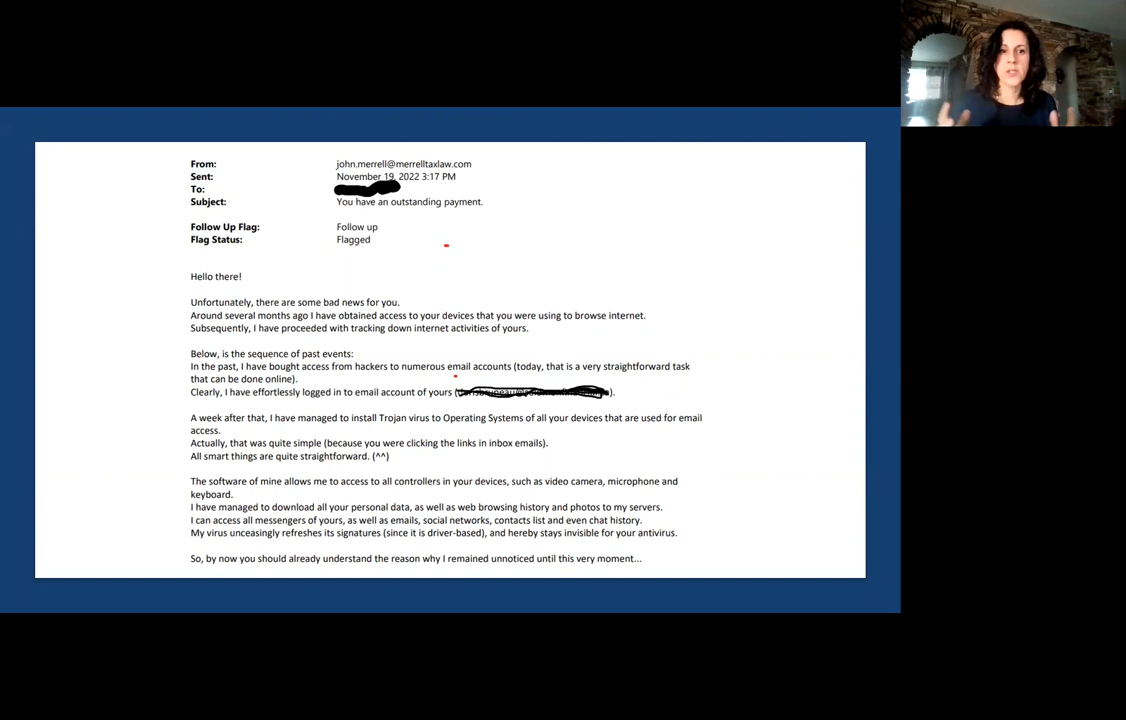 From: john.merrell@merrelltaxlaw.com
Sent: November 19, 2022 3:17 PM
To:
Subject: You have an outstanding payment.
Follow Up Flag: Follow up
Flag Status: Flagged
Hello there!
Unfortunately, there are some bad news for you.
Around several months ago I have obtained access to your devices that you were using to browse internet.
Subsequently, I have proceeded with tracking down internet activities of yours.
Below, is the sequence of past events:
In the past, I have bought access from hackers to numerous email accounts (today, that is a very straightforward task
that can be done online).
Clearly, I have effortlessly logged in to email account of yours ( ).
A week after that, I have managed to install Trojan virus to Operating Systems of all your devices that are used for email
access.
Actually, that was quite simple (because you were clicking the links in inbox emails).
All smart things are quite straightforward. (^^)
The software of mine allows me to access to all controllers in your devices, such as video camera, microphone and
keyboard.
I have managed to download all your personal data, as well as web browsing history and photos to my servers.
I can access all messengers of yours, as well as emails, social networks, contacts list and even chat history.
My virus unceasingly refreshes its signatures (since it is driver-based), and hereby stays invisible for your antivirus.
So, by now you should already understand the reason why I remained unnoticed until this very moment...